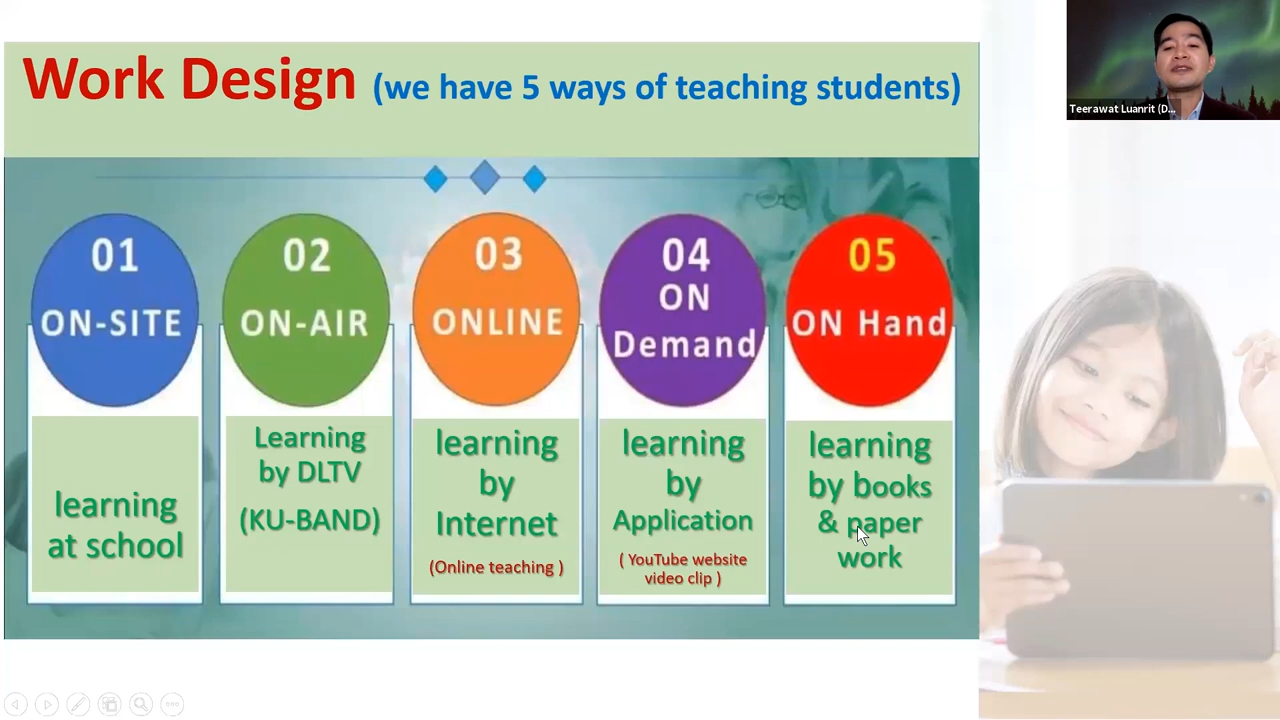 Work Design (we have 5 ways of teaching students)
Teerawat Luanrit (D...
01
ON-SITE
learning
at school
02
ON-AIR
Learning
by DLTV
(KU-BAND)
03
ONLINE
learning
by
Internet
(Online teaching )
04
ON
Demand
learning
by
Application
( YouTube website
video clip )
05
ON Hand
learning
by books
& paper
work